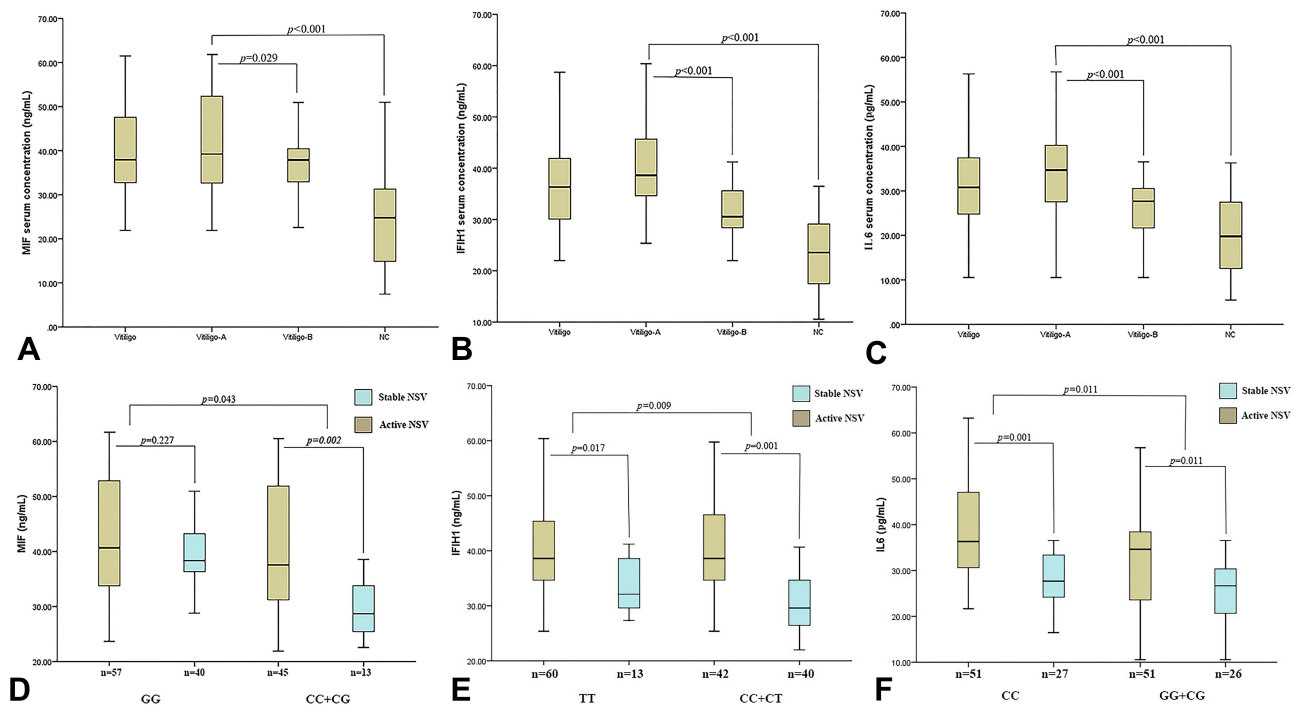 MIF serum concentration (ng/mL)
70.00
60.00
50.00
40.00
30.00
20.00
10.00
.00
p<0.001
p=0.029
Vitiligo Vitiligo-A Vitiligo-B NC
A
IFIH1 serum concentration (ng/mL)
70.00
60.00
50.00
40.00
30.00
20.00
10.00
p<0.001
p<0.001
Vitiligo Vitiligo-A Vitiligo-B NC
B
IL6 serum concentration (pg/mL)
70.00
60.00
50.00
40.00
30.00
20.00
10.00
.00
p<0.001
p<0.001
Vitiligo Vitiligo-A Vitiligo-B NC
C
MIF (ng/mL)
70.00
60.00
50.00
40.00
30.00
20.00
Stable NSV
Active NSV
p=0.043
p=0.227
p=0.002
n=57 n=40 n=45 n=13
GG CC+CG
D
IFIH1 (ng/mL)
70.00
60.00
50.00
40.00
30.00
20.00
Stable NSV
Active NSV
p=0.009
p=0.017
p=0.001
n=60 n=13 n=42 n=40
TT CC+CT
E
IL6 (pg/mL)
70.00
60.00
50.00
40.00
30.00
20.00
10.00
Stable NSV
Active NSV
p=0.011
p=0.001
p=0.011
n=51 n=27 n=51 n=26
CC GG+CG
F